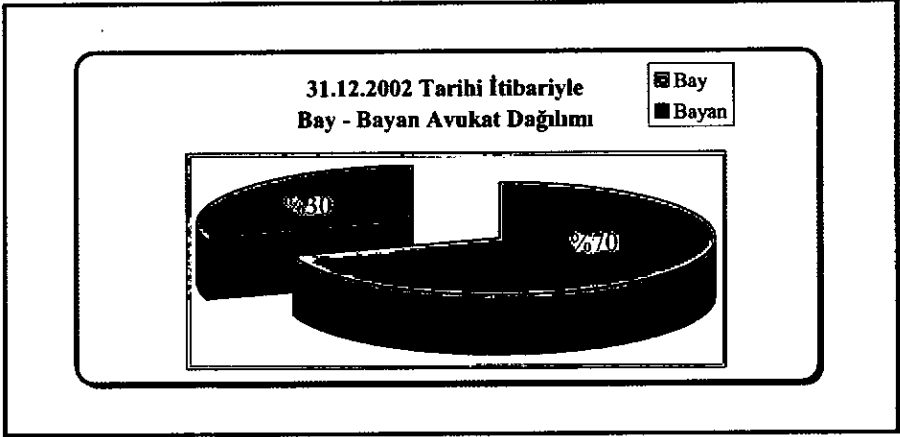 31.12.2002 Tarihi İtibariyle
Bay - Bayan Avukat Dağılımı
Bay
Bayan
%30
%70